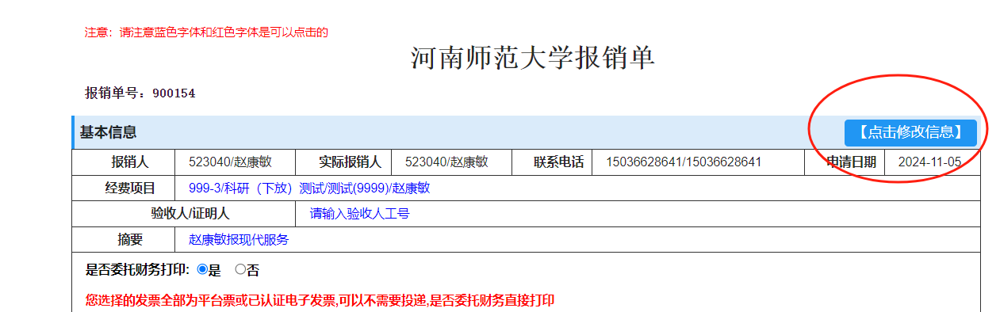 注意：请注意蓝色字体和红色字体是可以点击的
河南师范大学报销单
报销单号：900154
基本信息 【点击修改信息】
报销人 523040/赵康敏 实际报销人 523040/赵康敏 联系电话 15036628641/15036628641 申请日期 2024-11-05
经费项目 999-3/科研（下放）测试/测试(9999)/赵康敏
验收人/证明人 请输入验收人工号
摘要 赵康敏报现代服务
是否委托财务打印: 是 否
您选择的发票全部为平台票或已认证电子发票,可以不需要投递,是否委托财务直接打印